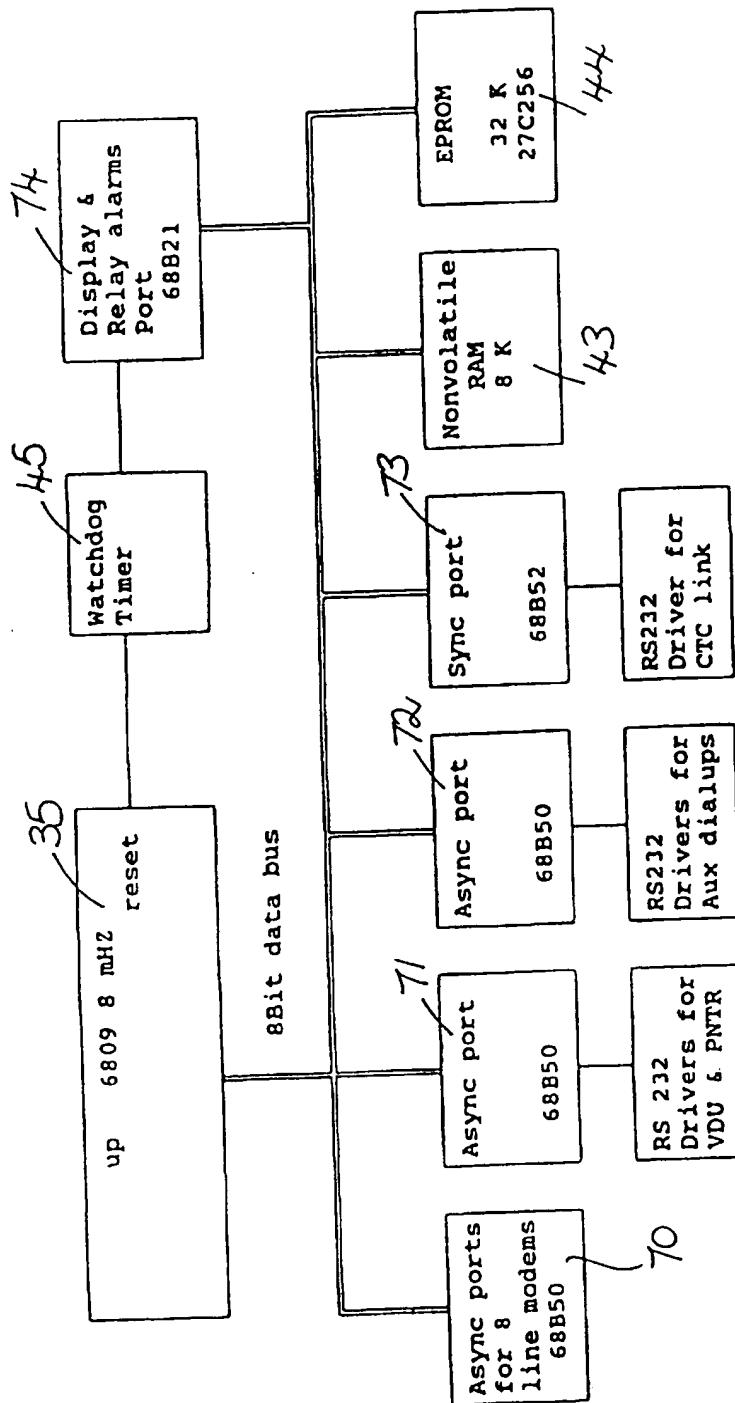 35
up 6809 8 mHZ
reset
45
Watchdog
Timer
74
Display &
Relay alarms
Port
68B21
8Bit data bus
Async ports
for 8
line modems
68B50
70
71
Async port
68B50
72
Async port
68B50
73
Sync port
68B52
Nonvolatile
RAM
8 K
43
EPROM
32 K
27C256
44
RS 232
Drivers for
VDU & PNTR
RS232
Drivers for
Aux dialups
RS232
Driver for
CTC link